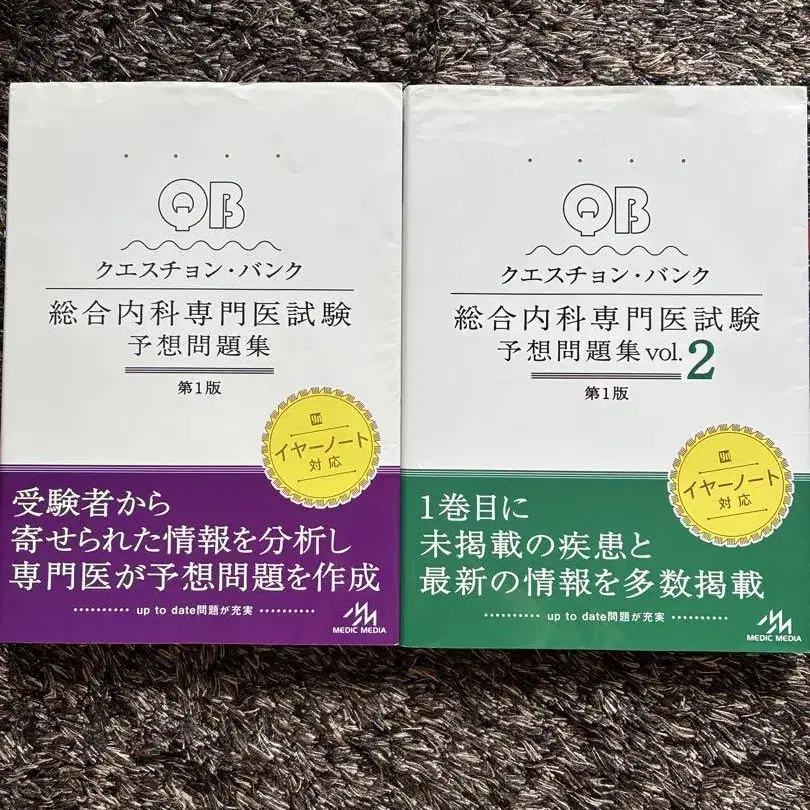 QB
クエスチョン・バンク
総合内科専門医試験
予想問題集
第1版
イヤーノート
対応
受験者から
寄せられた情報を分析し
専門医が予想問題を作成
up to date問題が充実
MEDIC MEDIA
QB
クエスチョン・バンク
総合内科専門医試験
予想問題集 vol.2
第1版
イヤーノート
対応
1巻目に
未掲載の疾患と
最新の情報を多数掲載
up to date問題が充実
MEDIC MEDIA